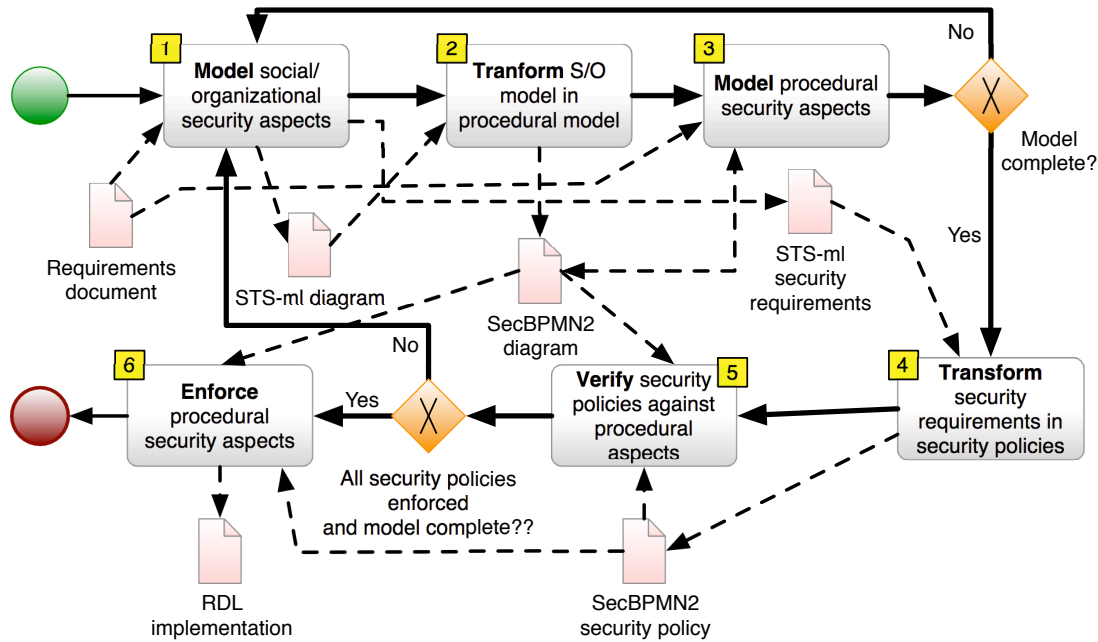 No
1
Model social/
organizational
security aspects
2
Tranform S/O
model in
procedural model
3
Model procedural
security aspects
Model
complete?
Yes
Requirements
document
STS-ml diagram
SecBPMN2
diagram
STS-ml
security
requirements
No
6
Enforce
procedural
security aspects
Yes
All security policies
enforced
and model complete??
5
Verify security
policies against
procedural
aspects
4
Transform
security
requirements in
security policies
RDL
implementation
SecBPMN2
security policy